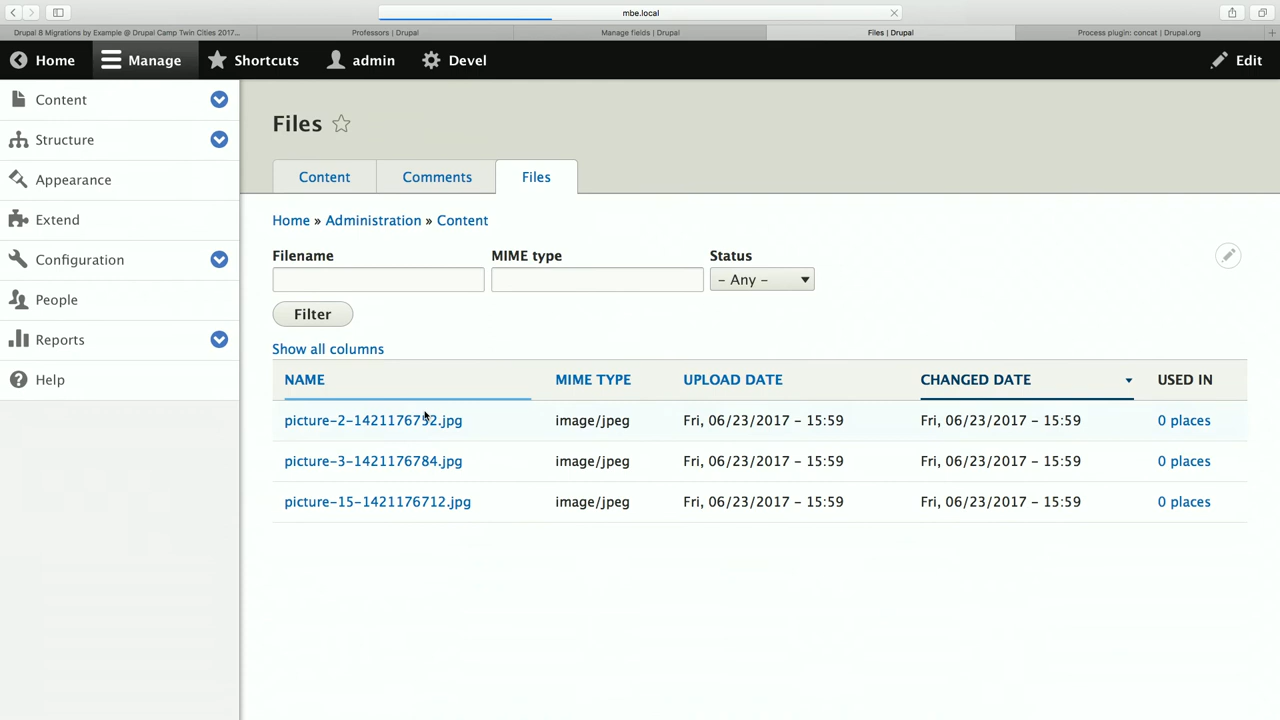 mbe.local
Drupal 8 Migrations by Example @ Drupal Camp Twin Cities 2017...
Professors | Drupal
Manage fields | Drupal
Files | Drupal
Process plugin: concat | Drupal.org
Home
Manage
Shortcuts
admin
Devel
Edit
Content
Structure
Appearance
Extend
Configuration
People
Reports
Help
Files
Content
Comments
Files
Home » Administration » Content
Filename
MIME type
Status
- Any -
Filter
Show all columns
NAME MIME TYPE UPLOAD DATE CHANGED DATE USED IN
picture-2-1421176752.jpg image/jpeg Fri, 06/23/2017 - 15:59 Fri, 06/23/2017 - 15:59 0 places
picture-3-1421176784.jpg image/jpeg Fri, 06/23/2017 - 15:59 Fri, 06/23/2017 - 15:59 0 places
picture-15-1421176712.jpg image/jpeg Fri, 06/23/2017 - 15:59 Fri, 06/23/2017 - 15:59 0 places